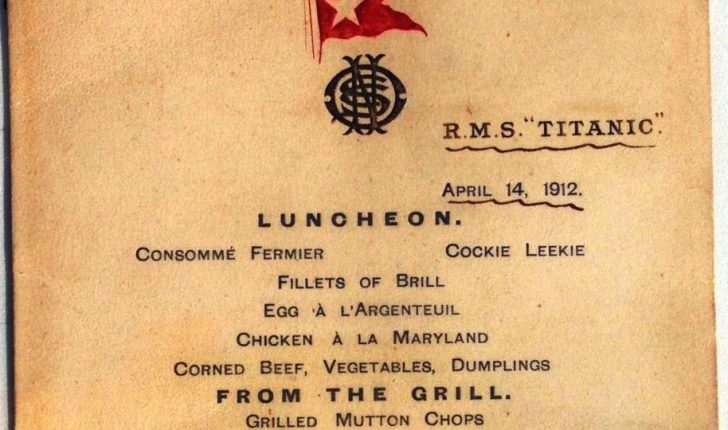 OSNC
R.M.S. "TITANIC".
APRIL 14, 1912.
LUNCHEON.
CONSOMMÉ FERMIER COCKIE LEEKIE
FILLETS OF BRILL
EGG À L'ARGENTEUIL
CHICKEN À LA MARYLAND
CORNED BEEF, VEGETABLES, DUMPLINGS
FROM THE GRILL.
GRILLED MUTTON CHOPS